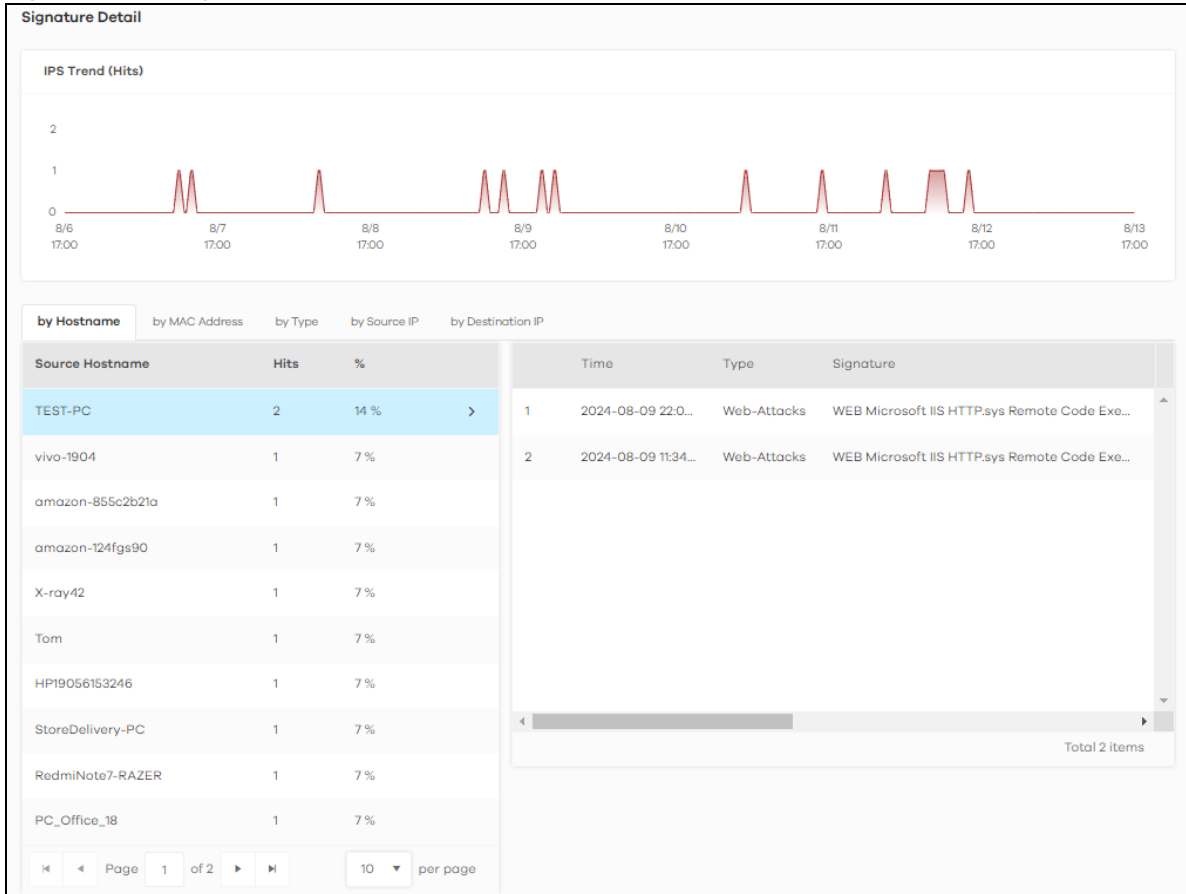 Signature Detail
IPS Trend (Hits)
2
1
0
8/6 8/7 8/8 8/9 8/10 8/11 8/12 8/13
17:00 17:00 17:00 17:00 17:00 17:00 17:00 17:00
by Hostname by MAC Address by Type by Source IP by Destination IP
Source Hostname Hits % Time Type Signature
TEST-PC 2 14 % > 1 2024-08-09 22:0... Web-Attacks WEB Microsoft IIS HTTP.sys Remote Code Exe...
vivo-1904 1 7 % 2 2024-08-09 11:34... Web-Attacks WEB Microsoft IIS HTTP.sys Remote Code Exe...
amazon-855c2b21a 1 7 %
amazon-124fgs90 1 7 %
X-ray42 1 7 %
Tom 1 7 %
HP19056153246 1 7 %
StoreDelivery-PC 1 7 %
Total 2 items
RedmiNote7-RAZER 1 7 %
PC_Office_18 1 7 %
Page 1 of 2 10 per page